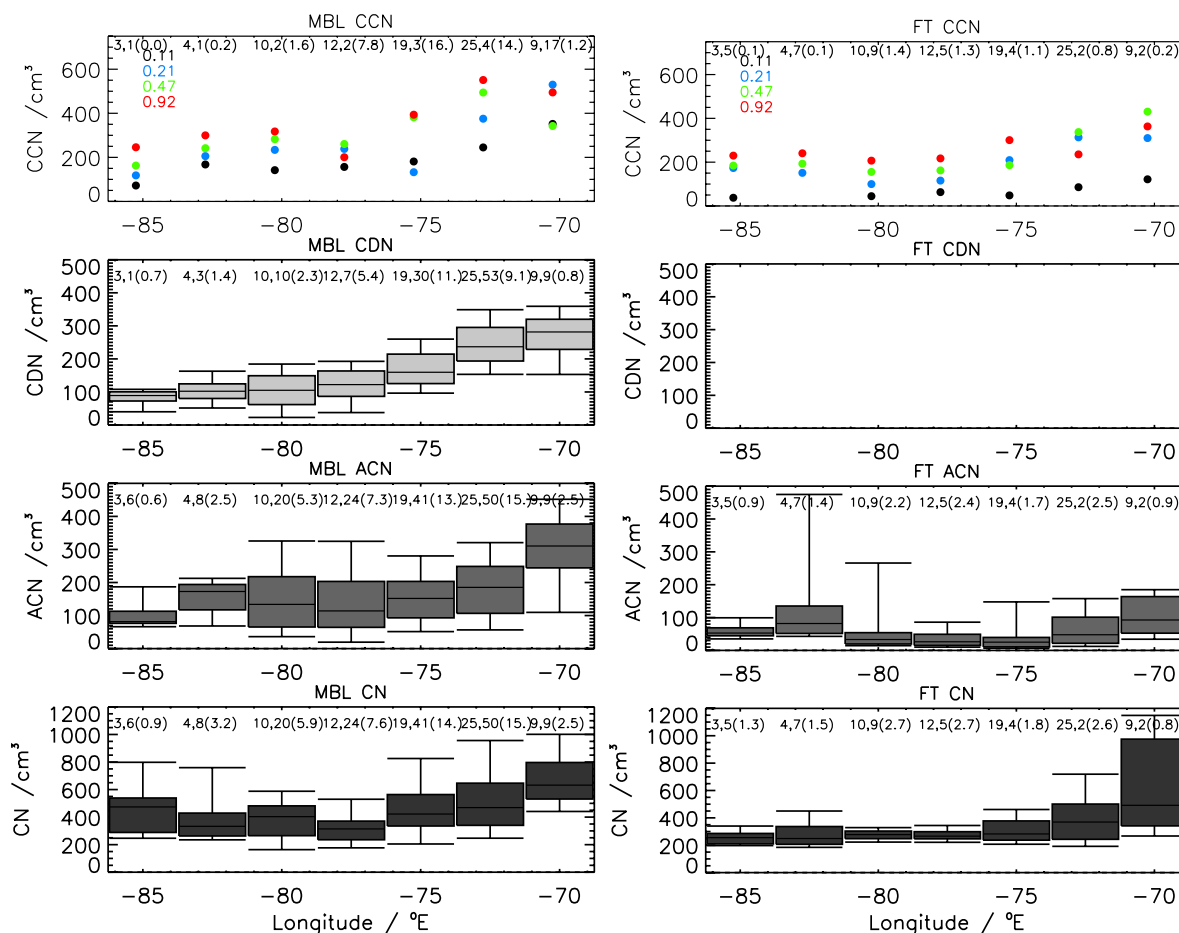 MBL CCN
3,1(0.0) 4,1(0.2) 10,2(1.6) 12,2(7.8) 19,3(16.) 25,4(14.) 9,17(1.2)
0.11
0.21
0.47
0.92
600
400
200
0
CCN /cm³
−85 −80 −75 −70
FT CCN
3,5(0.1) 4,7(0.1) 10,9(1.4) 12,5(1.3) 19,4(1.1) 25,2(0.8) 9,2(0.2)
0.11
0.21
0.47
0.92
600
400
200
0
CCN /cm³
−85 −80 −75 −70
MBL CDN
3,1(0.7) 4,3(1.4) 10,10(2.3) 12,7(5.4) 19,30(11.) 25,53(9.1) 9,9(0.8)
500
400
300
200
100
0
CDN /cm³
−85 −80 −75 −70
FT CDN
500
400
300
200
100
0
CDN /cm³
−85 −80 −75 −70
MBL ACN
3,6(0.6) 4,8(2.5) 10,20(5.3) 12,24(7.3) 19,41(13.) 25,50(15.) 9,9(2.5)
500
400
300
200
100
0
ACN /cm³
−85 −80 −75 −70
FT ACN
3,5(0.9) 4,7(1.4) 10,9(2.2) 12,5(2.4) 19,4(1.7) 25,2(2.5) 9,2(0.9)
500
400
300
200
100
0
ACN /cm³
−85 −80 −75 −70
MBL CN
3,6(0.9) 4,8(3.2) 10,20(5.9) 12,24(7.6) 19,41(14.) 25,50(15.) 9,9(2.5)
1200
1000
800
600
400
200
0
CN /cm³
−85 −80 −75 −70
Longitude / °E
FT CN
3,5(1.3) 4,7(1.5) 10,9(2.7) 12,5(2.7) 19,4(1.8) 25,2(2.6) 9,2(0.8)
1200
1000
800
600
400
200
0
CN /cm³
−85 −80 −75 −70
Longitude / °E